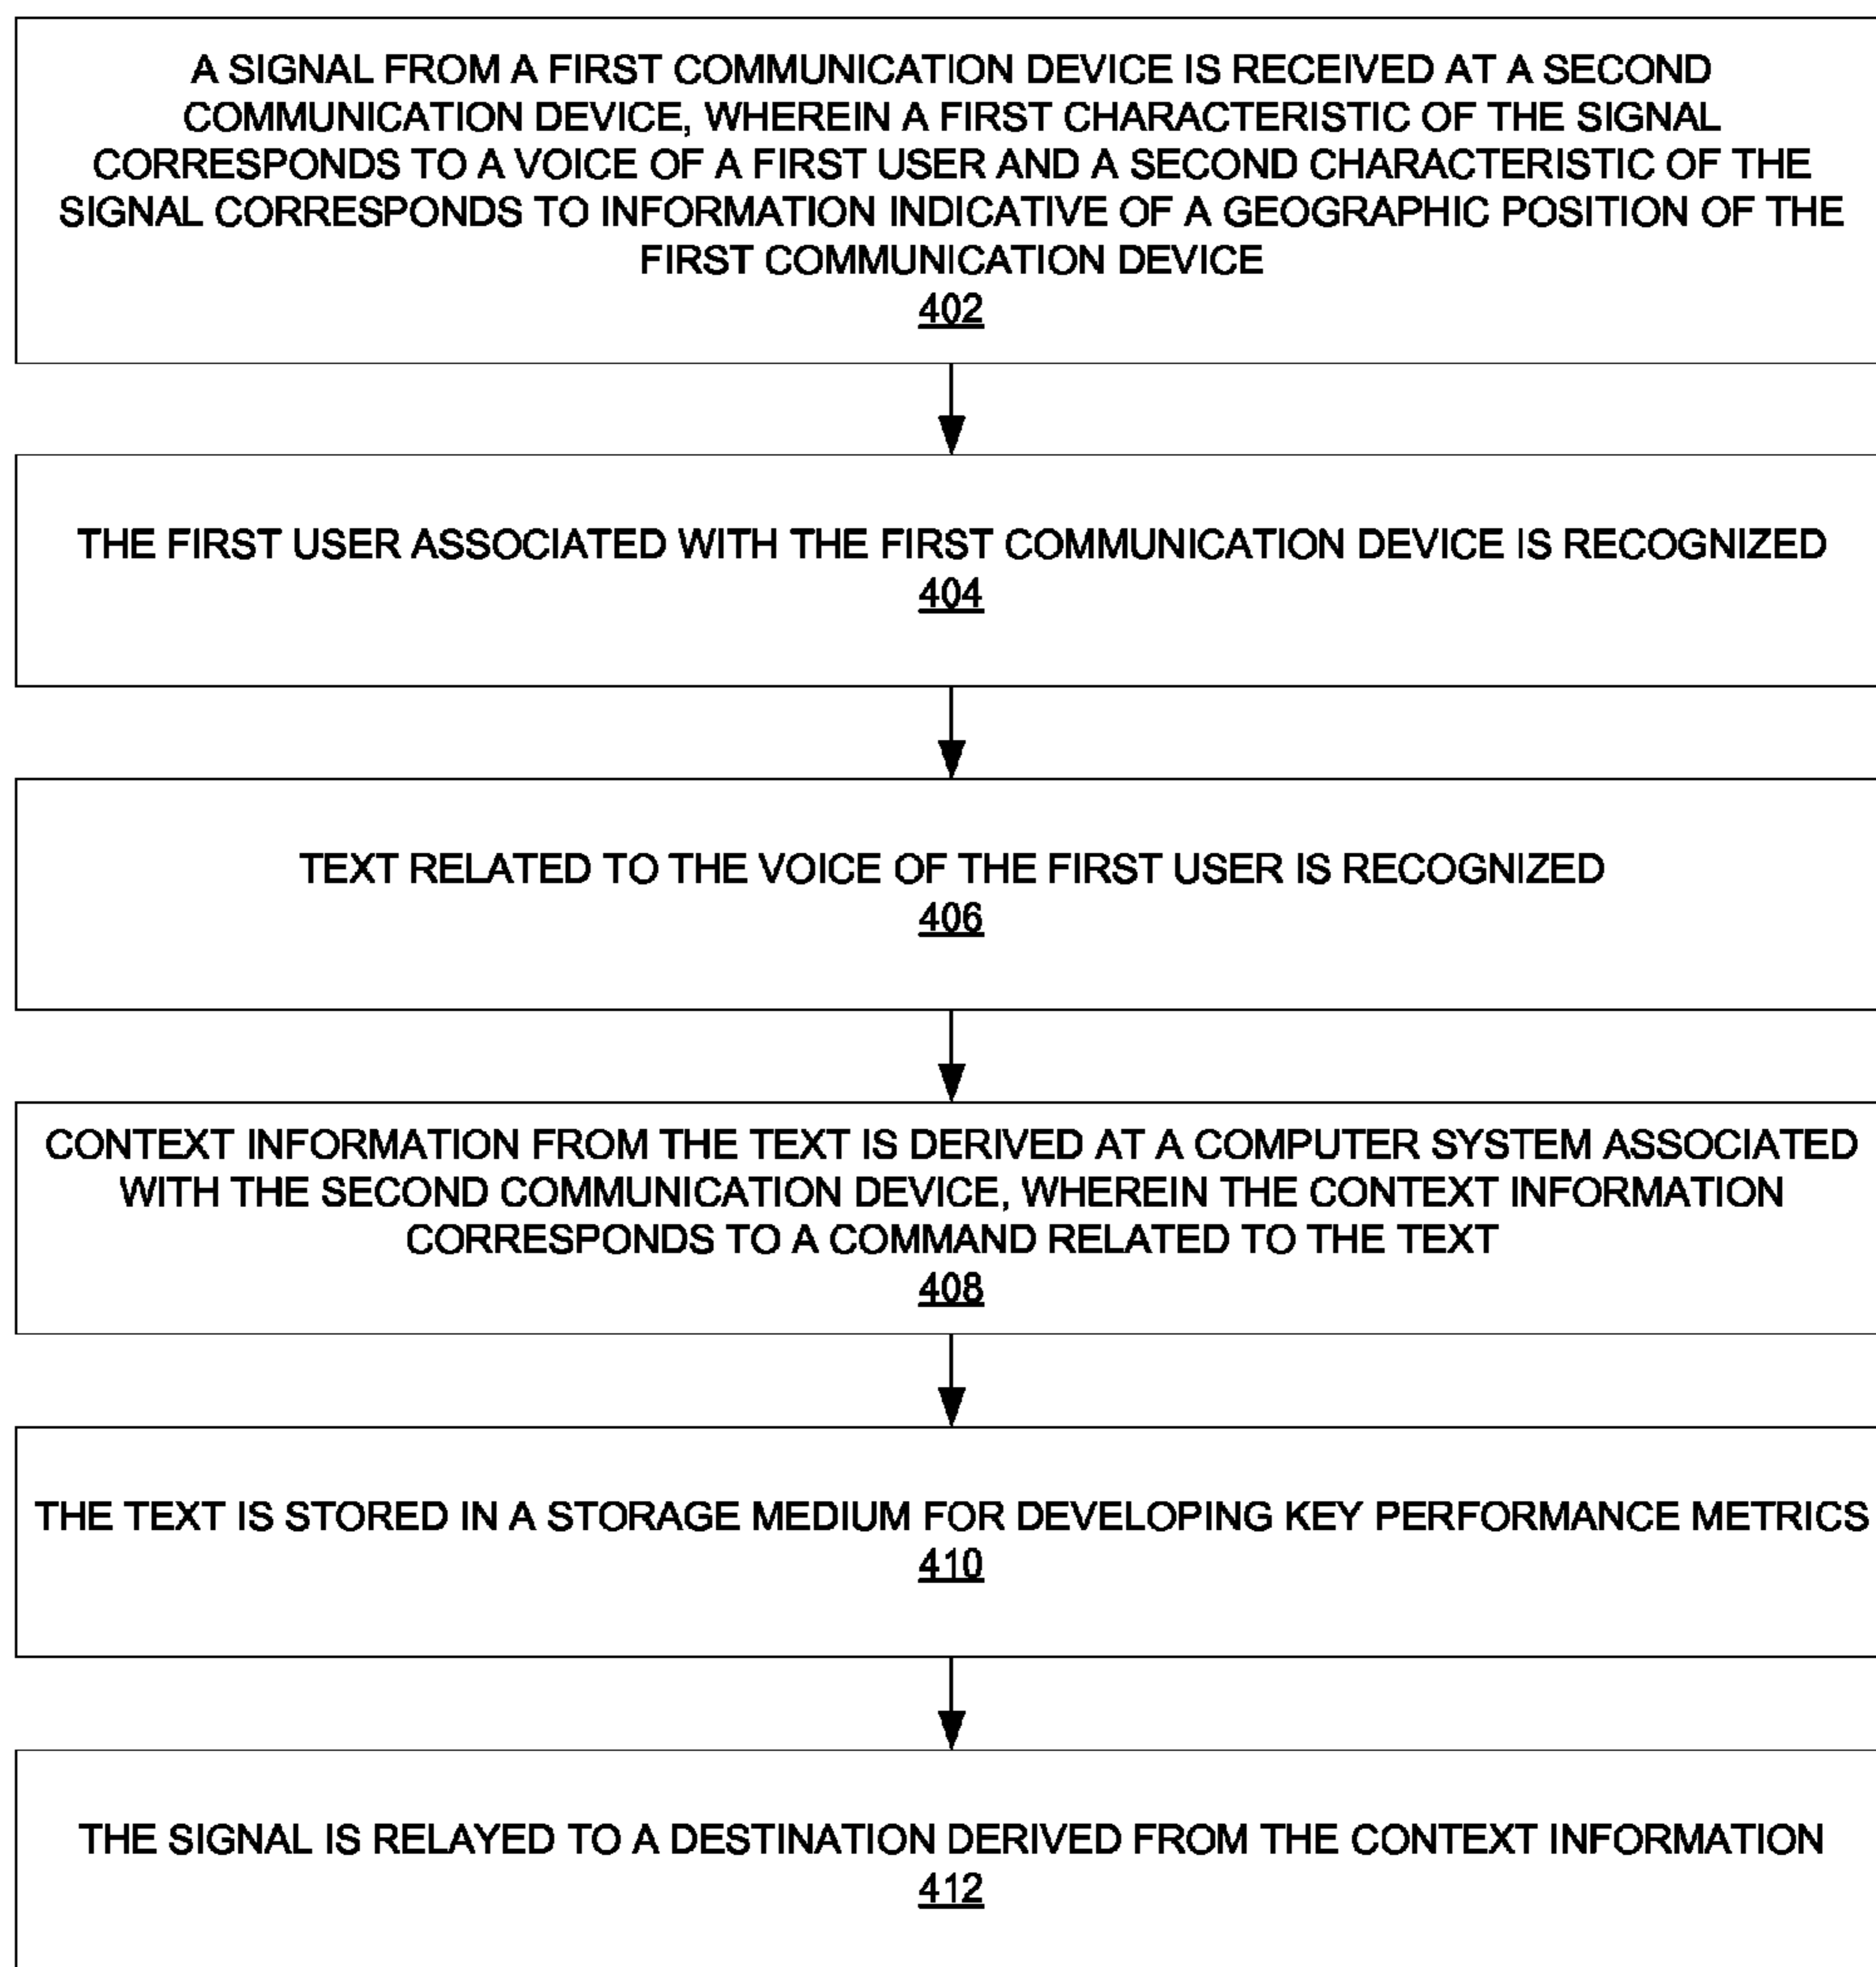 A SIGNAL FROM A FIRST COMMUNICATION DEVICE IS RECEIVED AT A SECOND
COMMUNICATION DEVICE, WHEREIN A FIRST CHARACTERISTIC OF THE SIGNAL
CORRESPONDS TO A VOICE OF A FIRST USER AND A SECOND CHARACTERISTIC OF THE
SIGNAL CORRESPONDS TO INFORMATION INDICATIVE OF A GEOGRAPHIC POSITION OF THE
FIRST COMMUNICATION DEVICE
402
THE FIRST USER ASSOCIATED WITH THE FIRST COMMUNICATION DEVICE IS RECOGNIZED
404
TEXT RELATED TO THE VOICE OF THE FIRST USER IS RECOGNIZED
406
CONTEXT INFORMATION FROM THE TEXT IS DERIVED AT A COMPUTER SYSTEM ASSOCIATED
WITH THE SECOND COMMUNICATION DEVICE, WHEREIN THE CONTEXT INFORMATION
CORRESPONDS TO A COMMAND RELATED TO THE TEXT
408
THE TEXT IS STORED IN A STORAGE MEDIUM FOR DEVELOPING KEY PERFORMANCE METRICS
410
THE SIGNAL IS RELAYED TO A DESTINATION DERIVED FROM THE CONTEXT INFORMATION
412